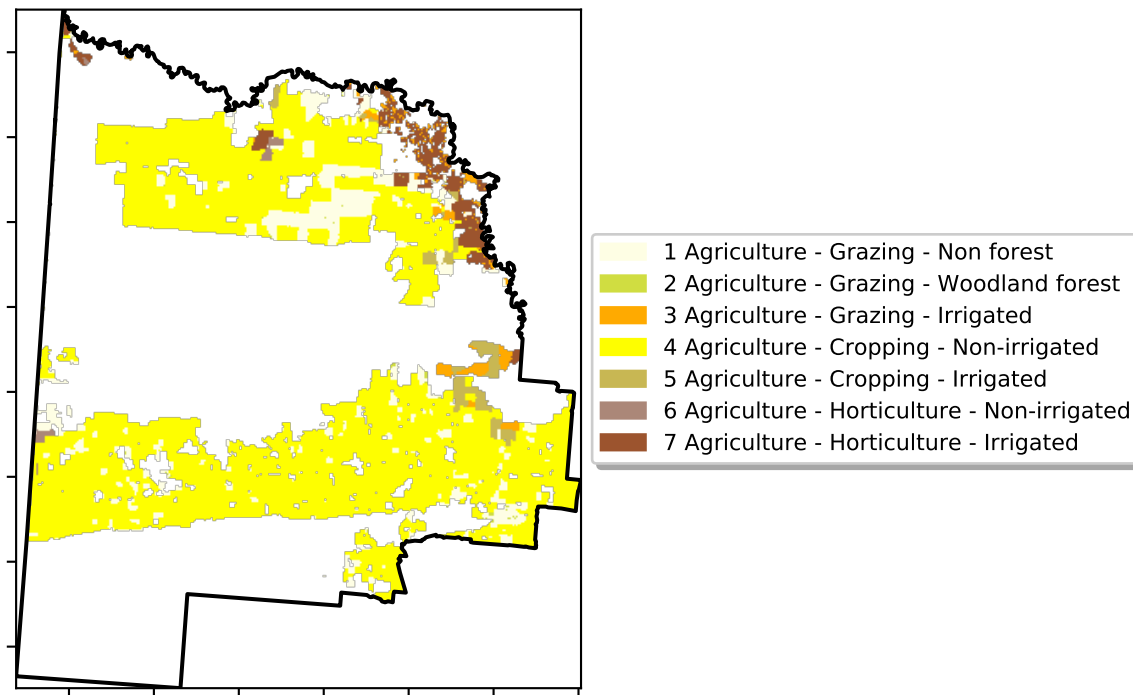 1 Agriculture - Grazing - Non forest
2 Agriculture - Grazing - Woodland forest
3 Agriculture - Grazing - Irrigated
4 Agriculture - Cropping - Non-irrigated
5 Agriculture - Cropping - Irrigated
6 Agriculture - Horticulture - Non-irrigated
7 Agriculture - Horticulture - Irrigated